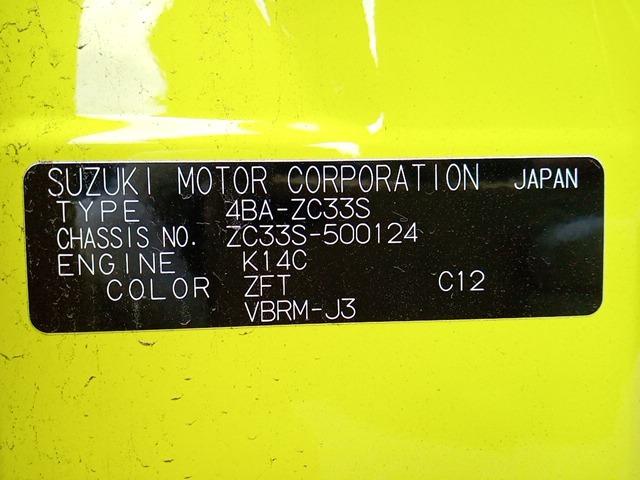 SUZUKI MOTOR CORPORATION JAPAN
TYPE 4BA-ZC33S
CHASSIS NO. ZC33S-500124
ENGINE K14C
COLOR ZFT C12
VBRM-J3